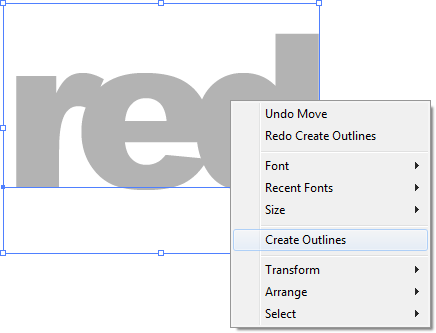 red
Undo Move
Redo Create Outlines
Font
Recent Fonts
Size
Create Outlines
Transform
Arrange
Select